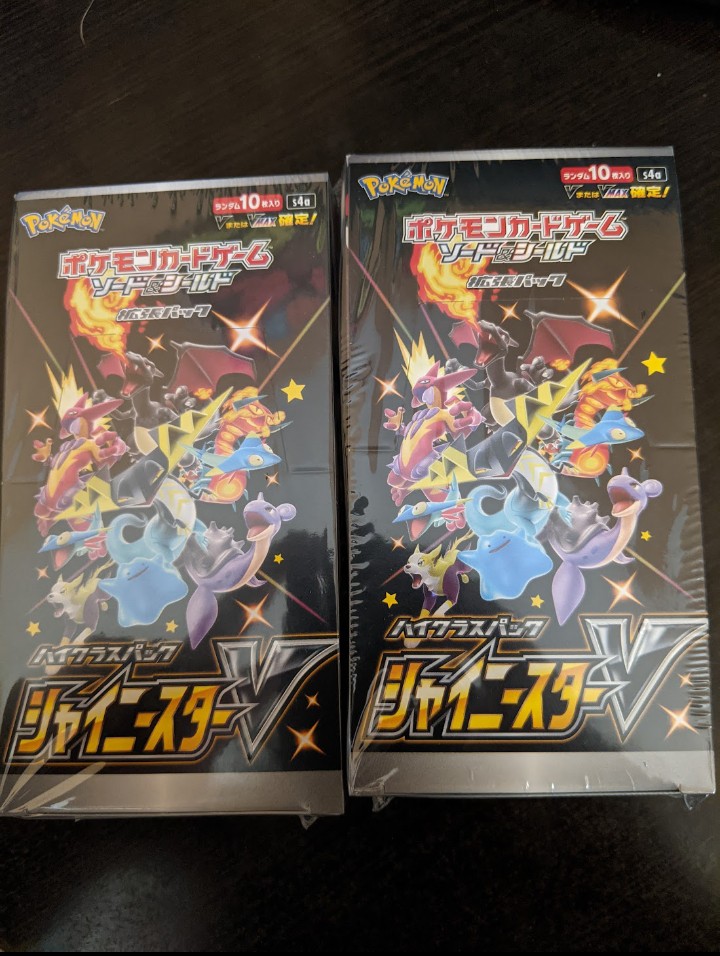 Pokémon
ランダム10枚入り
S4a
VまたはVMAX確定!
ポケモンカードゲーム
ソード&シールド
拡張パック
ハイクラスパック
シャイニースターV
Pokémon
ランダム10枚入り
S4a
VまたはVMAX確定!
ポケモンカードゲーム
ソード&シールド
拡張パック
ハイクラスパック
シャイニースターV